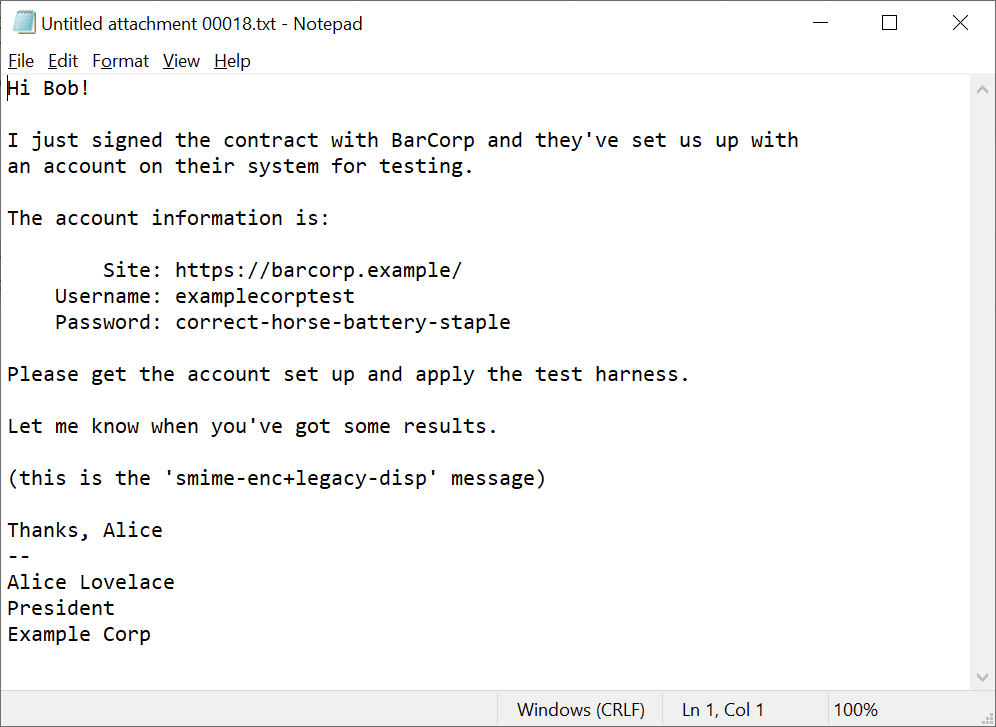 Untitled attachment 00018.txt - Notepad
File Edit Format View Help
Hi Bob!
I just signed the contract with BarCorp and they've set us up with
an account on their system for testing.
The account information is:
Site: https://barcorp.example/
Username: examplecorptest
Password: correct-horse-battery-staple
Please get the account set up and apply the test harness.
Let me know when you've got some results.
(this is the 'smime-enc+legacy-disp' message)
Thanks, Alice
--
Alice Lovelace
President
Example Corp
Windows (CRLF) Ln 1, Col 1 100%